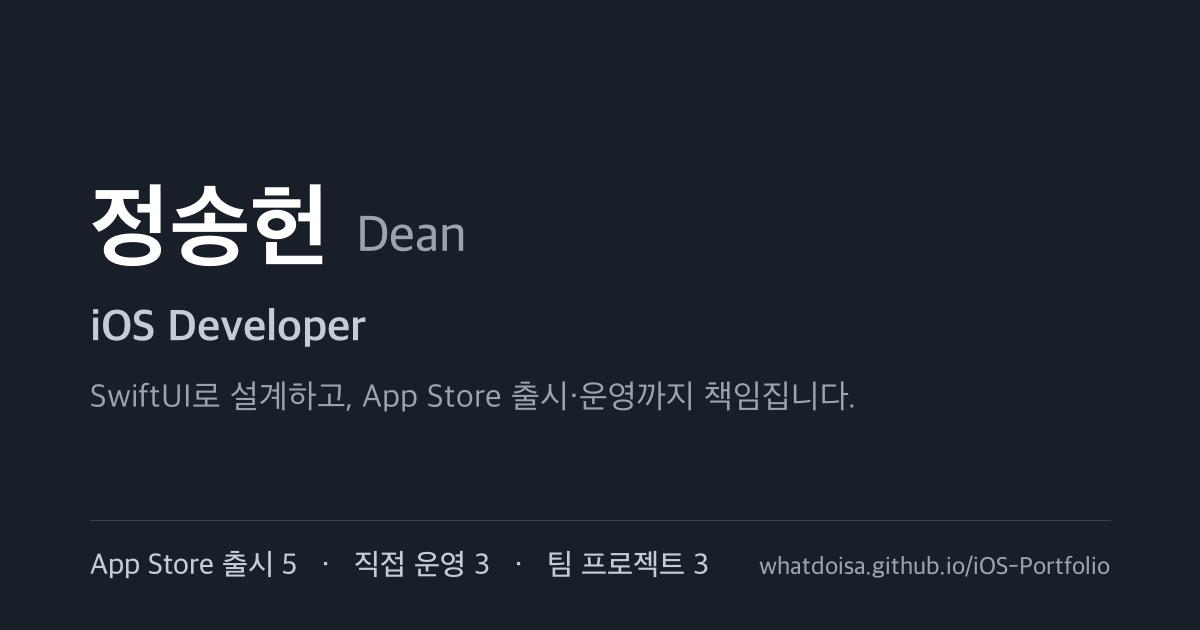 정송헌 Dean
iOS Developer
SwiftUI로 설계하고, App Store 출시·운영까지 책임집니다.
App Store 출시 5 · 직접 운영 3 · 팀 프로젝트 3 whatdoisa.github.io/iOS-Portfolio